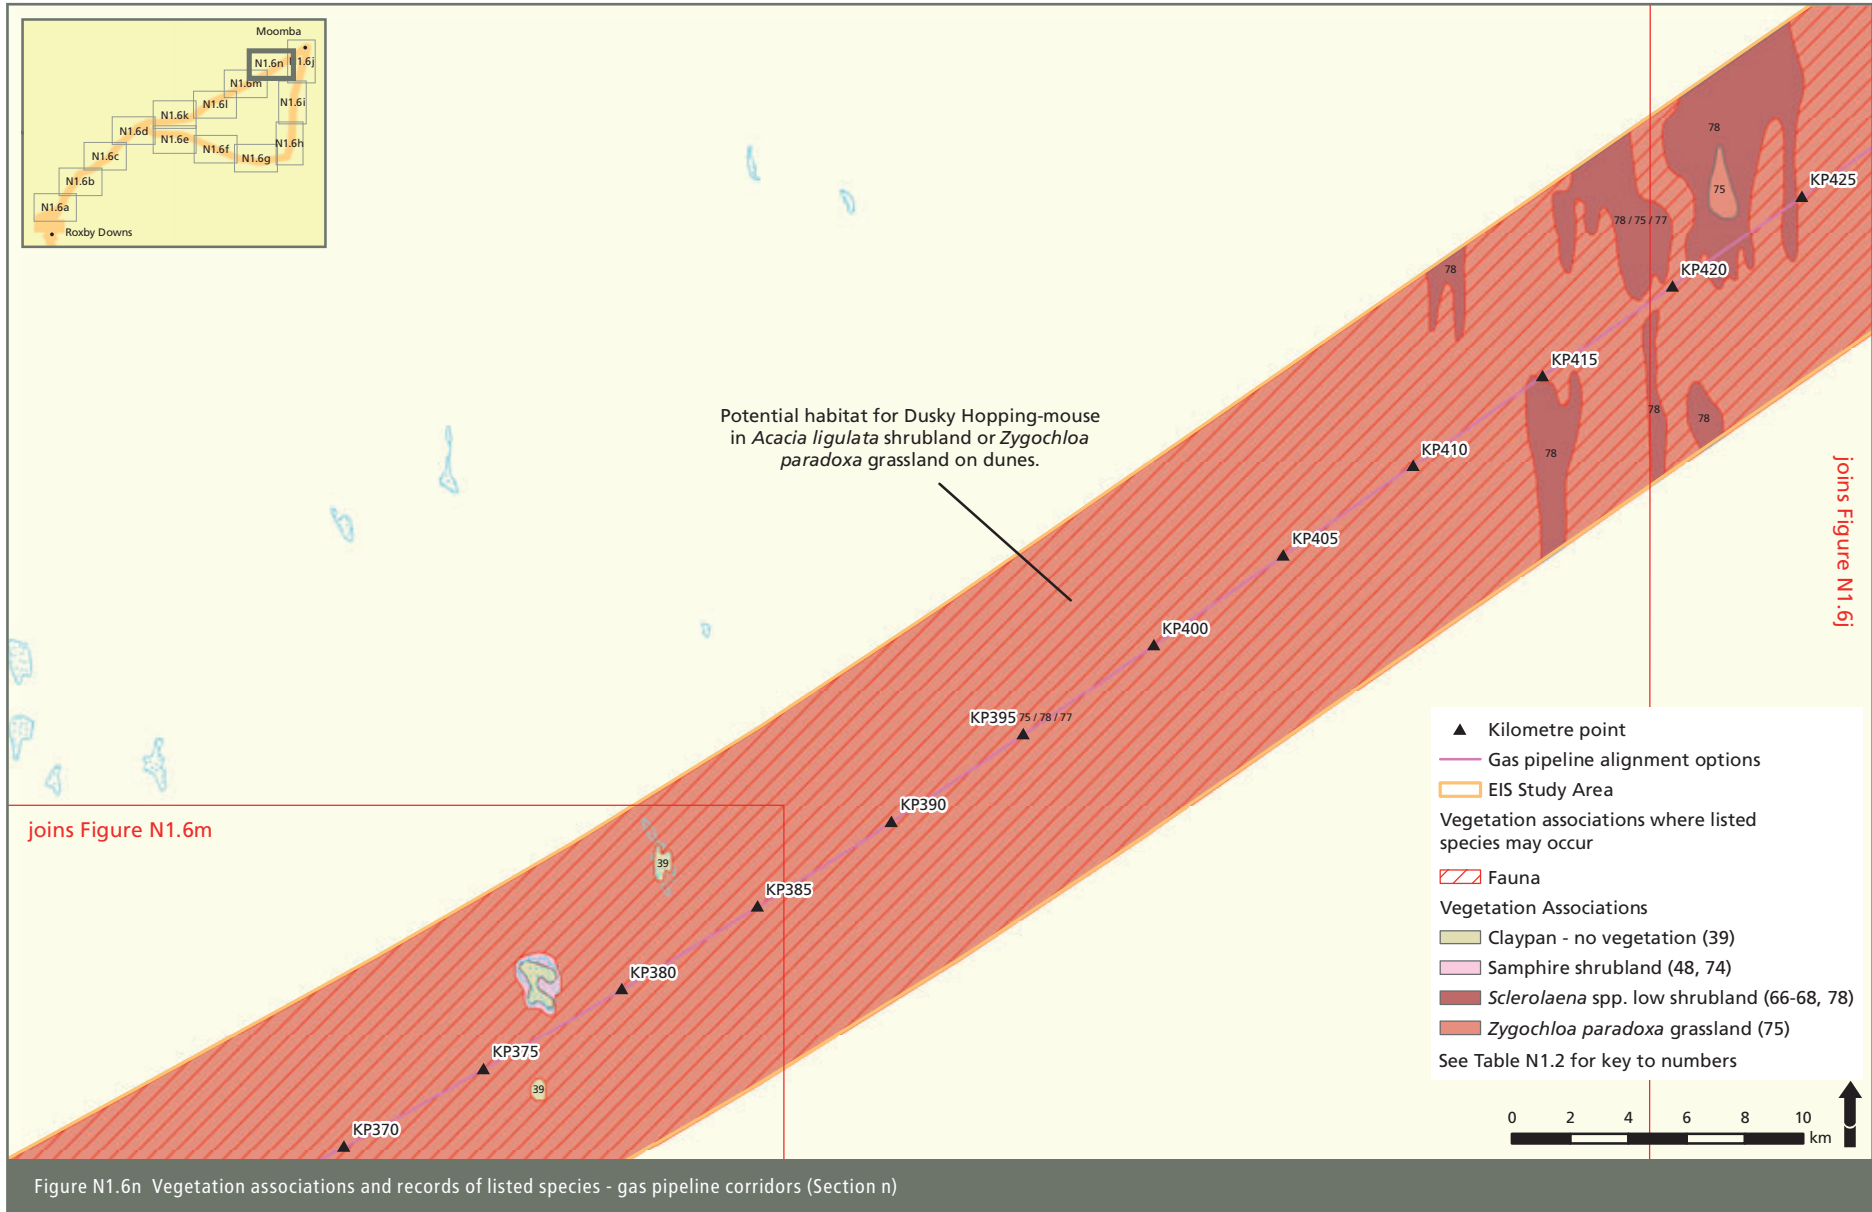 Moomba
N1.6n
N1.6j
N1.6m
N1.6l
N1.6i
N1.6k
N1.6d
N1.6e
N1.6h
N1.6f
N1.6c
N1.6g
N1.6b
N1.6a
Roxby Downs
78
75
KP425
78 / 75 / 77
78
KP420
KP415
78
78
78
Potential habitat for Dusky Hopping-mouse
in Acacia ligulata shrubland or Zygochloa
paradoxa grassland on dunes.
KP410
KP405
KP400
KP395
75 / 78 / 77
KP390
joins Figure N1.6j
joins Figure N1.6m
39
KP385
KP380
KP375
39
KP370
Kilometre point
Gas pipeline alignment options
EIS Study Area
Vegetation associations where listed
species may occur
Fauna
Vegetation Associations
Claypan - no vegetation (39)
Samphire shrubland (48, 74)
Sclerolaena spp. low shrubland (66-68, 78)
Zygochloa paradoxa grassland (75)
See Table N1.2 for key to numbers
0 2 4 6 8 10
km
Figure N1.6n Vegetation associations and records of listed species - gas pipeline corridors (Section n)